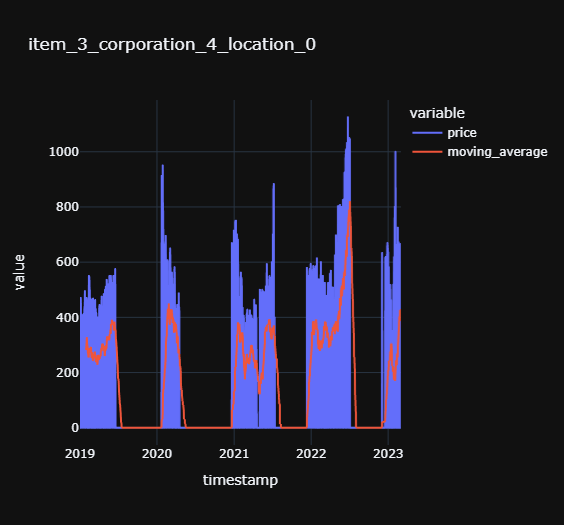 item_3_corporation_4_location_0
variable
price
moving_average
value
1000
800
600
400
200
0
2019
2020
2021
2022
2023
timestamp